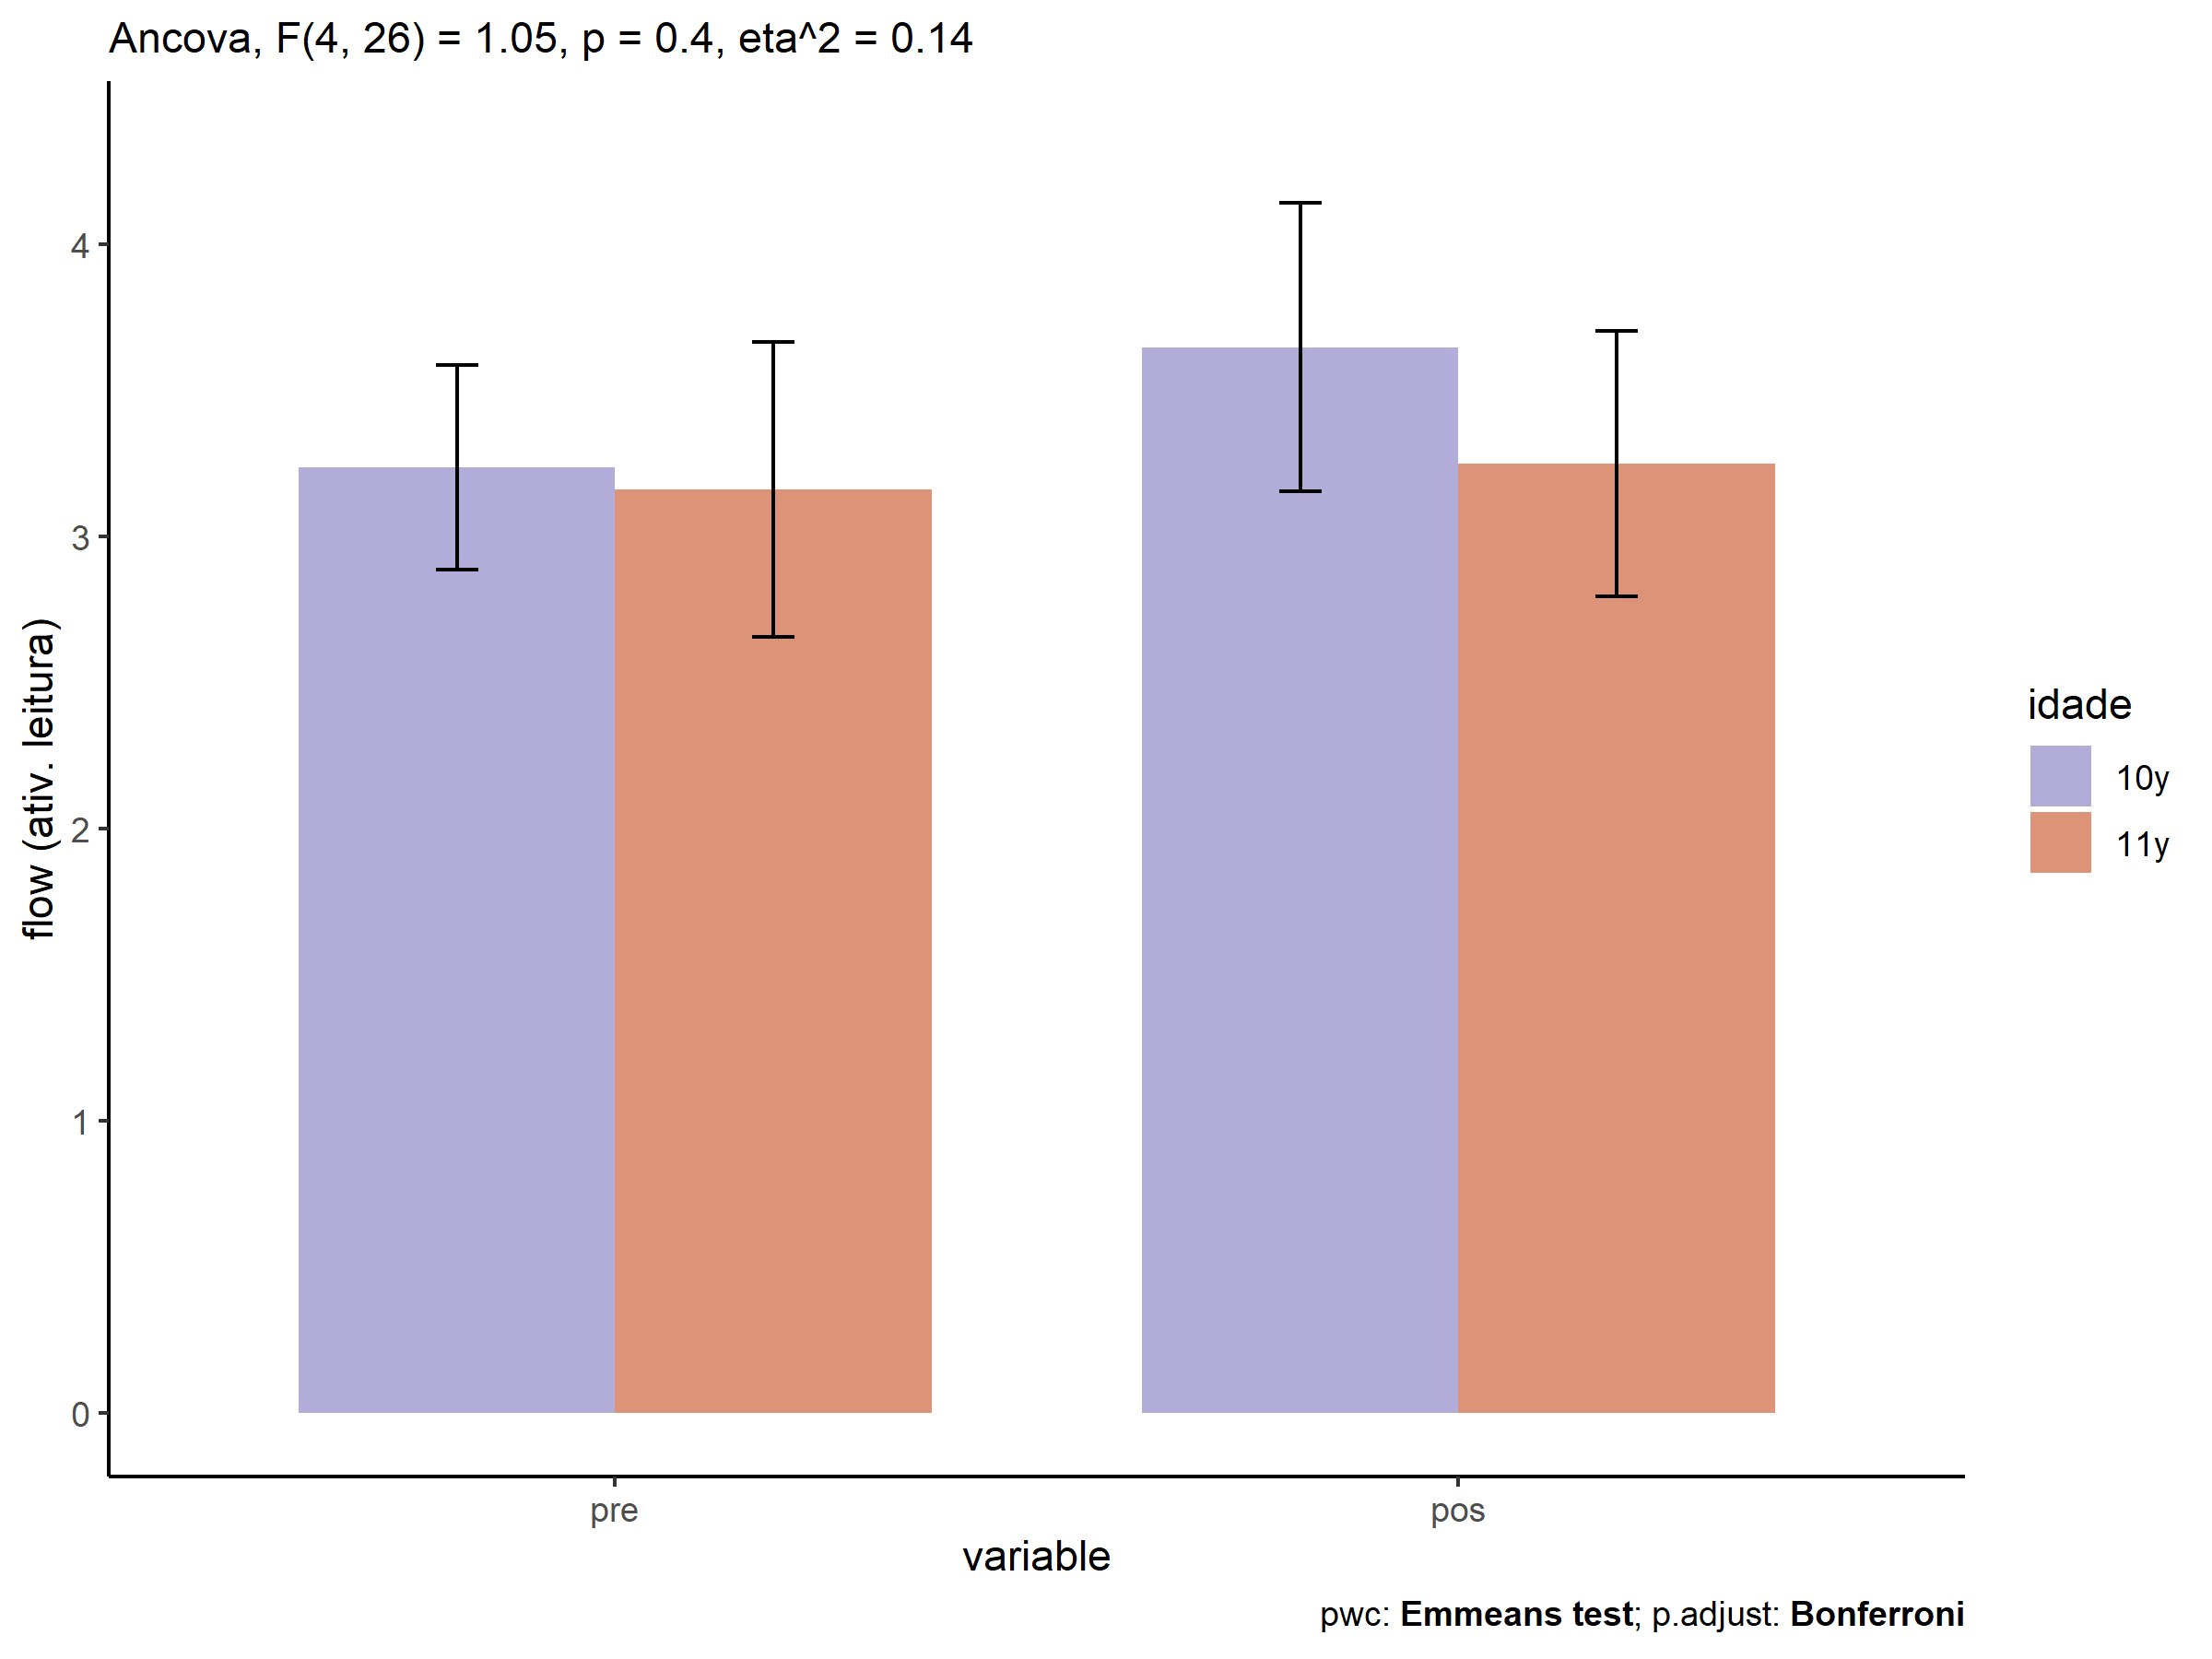 Ancova, F(4, 26) = 1.05, p = 0.4, eta^2 = 0.14
flow (ativ. leitura)
4
3
2
1
0
pre
pos
variable
idade
10y
11y
pwc: Emmeans test; p.adjust: Bonferroni